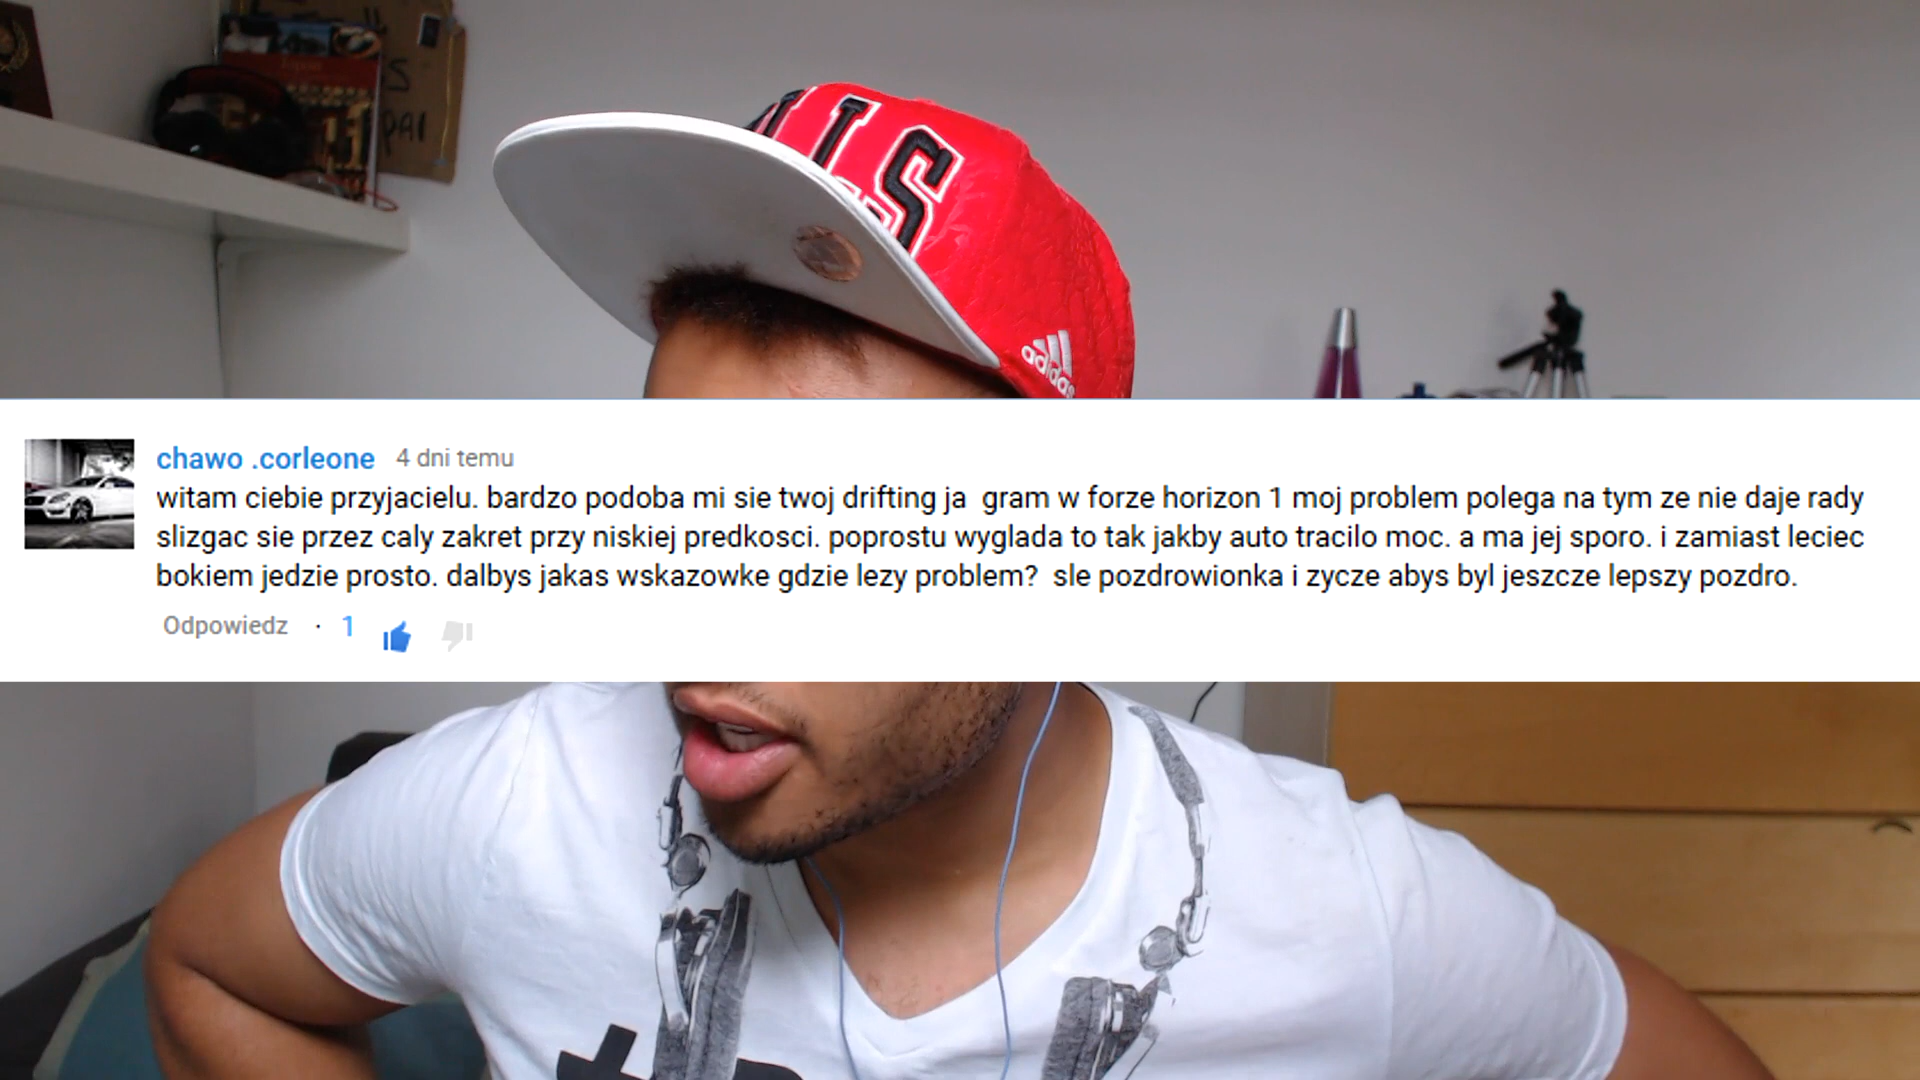 PAI
IS
adidas
chawo .corleone 4 dni temu
witam ciebie przyjacielu. bardzo podoba mi sie twoj drifting ja gram w forze horizon 1 moj problem polega na tym ze nie daje rady
slizgac sie przez caly zakret przy niskiej predkosci. poprostu wyglada to tak jakby auto tracilo moc. a ma jej sporo. i zamiast leciec
bokiem jedzie prosto. dalbys jakas wskazowke gdzie lezy problem? sle pozdrowionka i zycze abys byl jeszcze lepszy pozdro.
Odpowiedz · 1